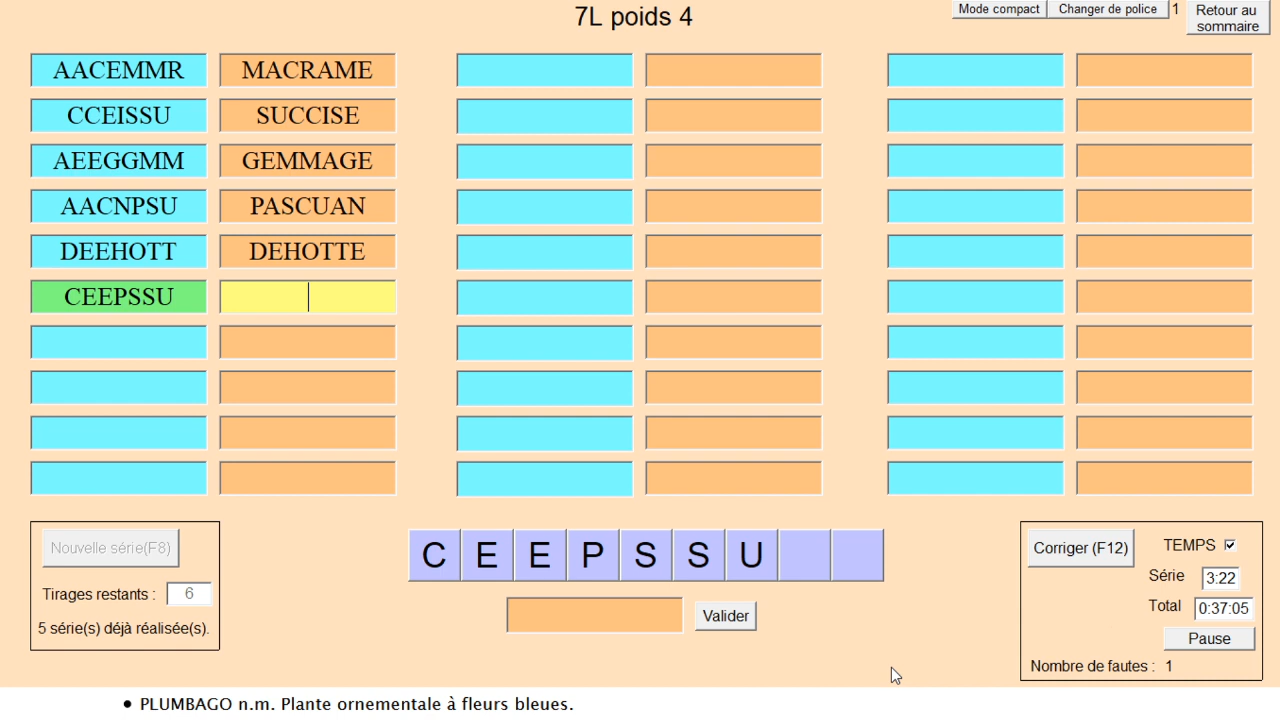 7L poids 4
Mode compact Changer de police 1 Retour au sommaire
AACEMMR MACRAME
CCEISSU SUCCISE
AEEGGMM GEMMAGE
AACNPSU PASCUAN
DEEHOTT DEHOTTE
CEEPSSU
Nouvelle série(F8)
Tirages restants : 6
5 série(s) déjà réalisée(s).
C E E P S S U
Valider
Corriger (F12) TEMPS
Série 3:22
Total 0:37:05
Pause
Nombre de fautes : 1
• PLUMBAGO n.m. Plante ornementale à fleurs bleues.